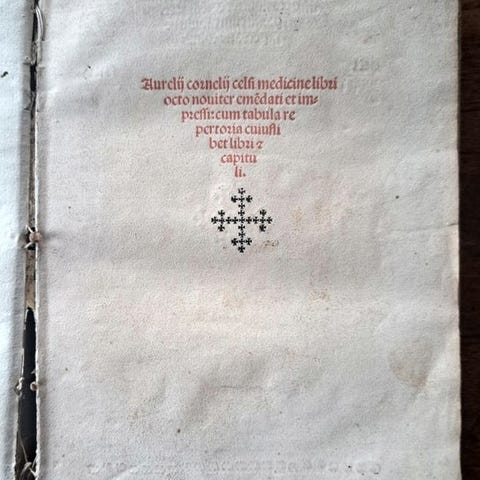 Aurelij cornelij celsi medicine libri
octo nouiter emēdati et im-
pressi: cum tabula re
pertoria cuiusli
bet libri ⁊
capitu
li.